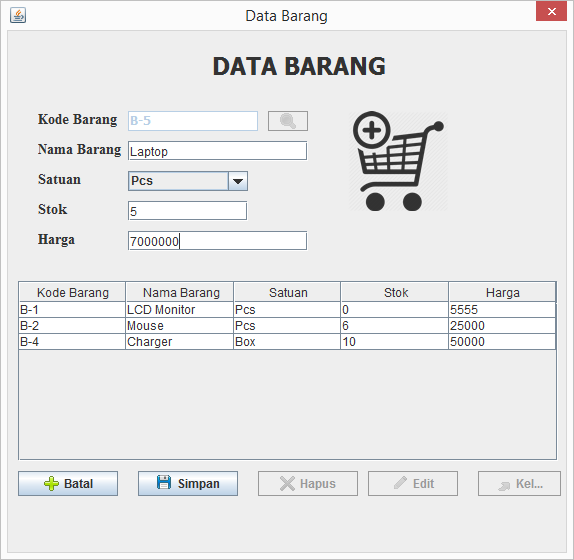 Data Barang
DATA BARANG
Kode Barang B-5
Nama Barang Laptop
Satuan Pcs
Stok 5
Harga 7000000
Kode Barang Nama Barang Satuan Stok Harga
B-1 LCD Monitor Pcs 0 5555
B-2 Mouse Pcs 6 25000
B-4 Charger Box 10 50000
Batal Simpan Hapus Edit Kel...